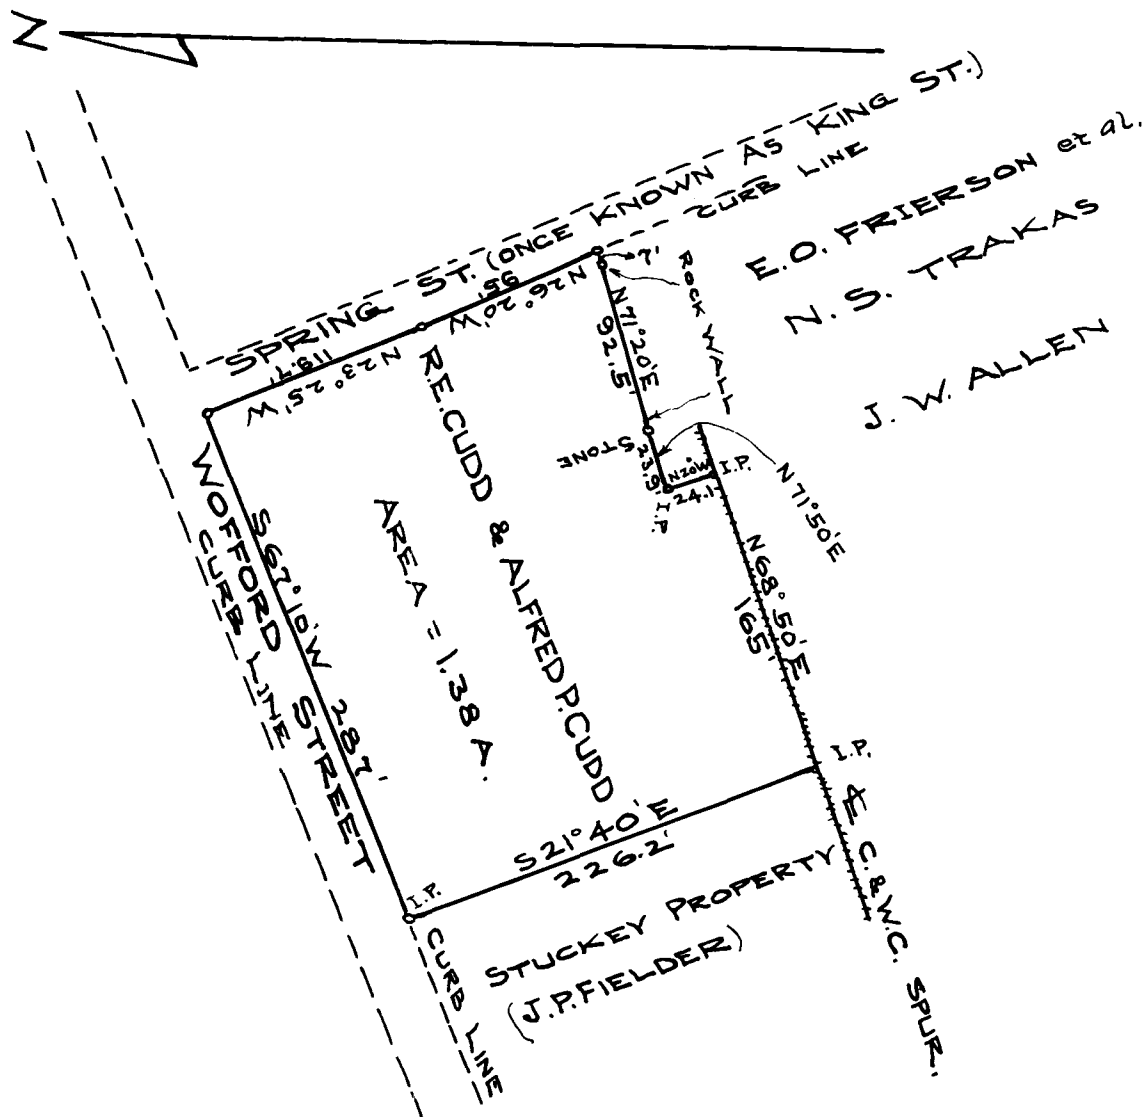 N
SPRING ST. (ONCE KNOWN AS KING ST.)
CURB LINE
E.O. FRIERSON et al.
N. S. TRAKAS
J. W. ALLEN
N 26° 20' W
95'
N 23° 25' W
119.7'
7'
ROCK WALL
N 71° 20' E
92.5'
STONE
23.9'
I.P.
N 20° W
24.1'
I.P.
N 71° 50' E
N 68° 50' E
165'
I.P.
R.E. CUDD & ALFRED P. CUDD
AREA = 1.38 A.
WOFFORD STREET
CURB LINE
S 67° 10' W 287'
I.P.
S 21° 40' E
226.2'
CURB LINE
STUCKEY PROPERTY
(J.P. FIELDER)
C. & W.C. SPUR.